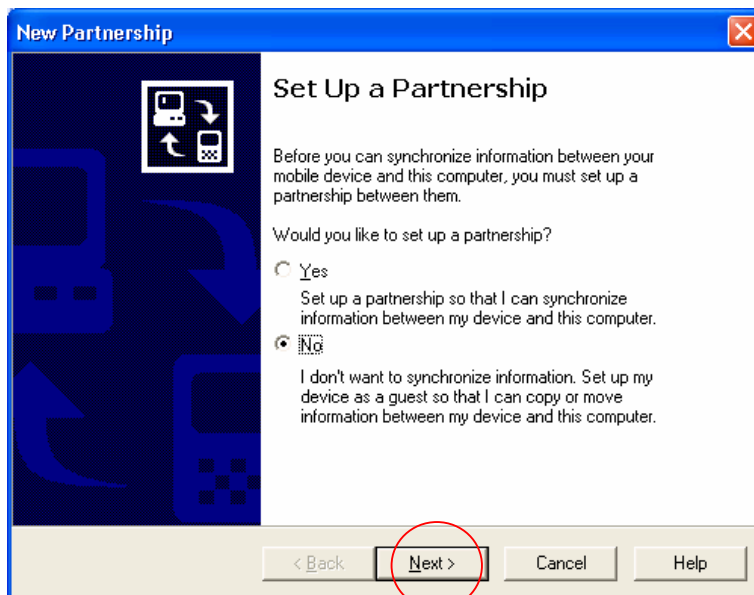 New Partnership
Set Up a Partnership
Before you can synchronize information between your
mobile device and this computer, you must set up a
partnership between them.
Would you like to set up a partnership?
Yes
Set up a partnership so that I can synchronize
information between my device and this computer.
No
I don't want to synchronize information. Set up my
device as a guest so that I can copy or move
information between my device and this computer.
< Back
Next >
Cancel
Help